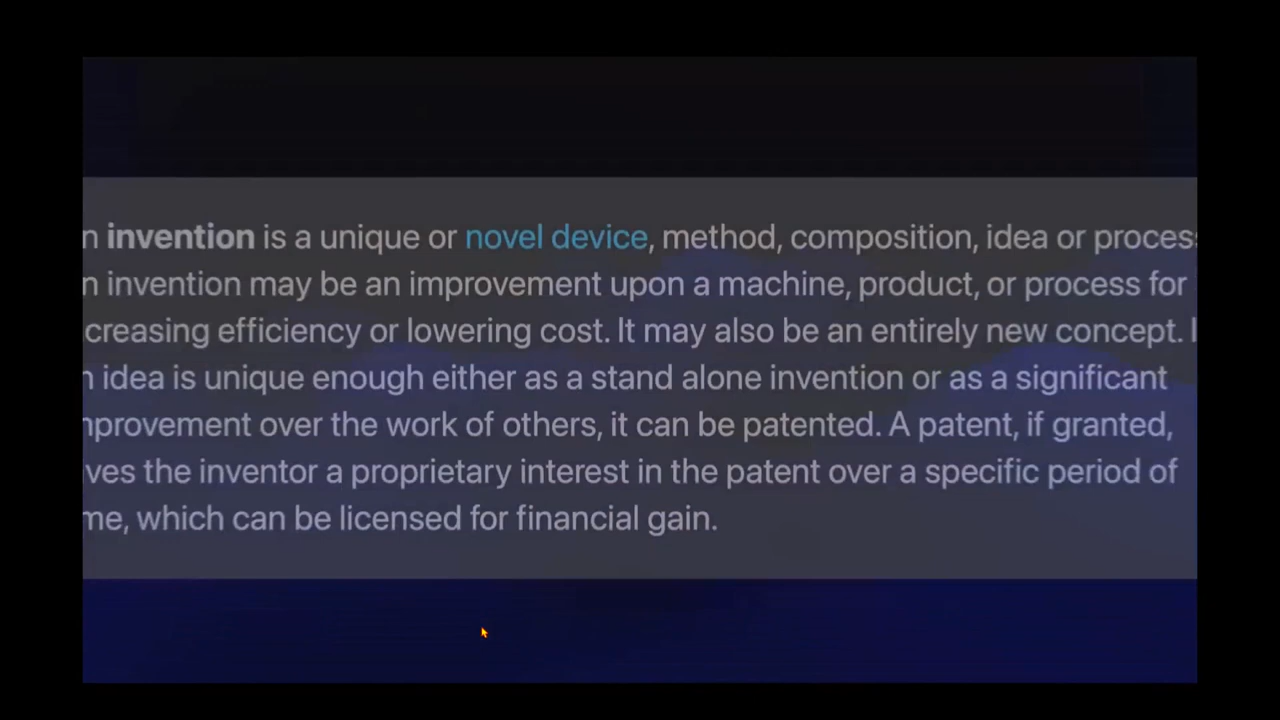 n invention is a unique or novel device, method, composition, idea or proces
n invention may be an improvement upon a machine, product, or process for
creasing efficiency or lowering cost. It may also be an entirely new concept. I
n idea is unique enough either as a stand alone invention or as a significant
provement over the work of others, it can be patented. A patent, if granted,
ves the inventor a proprietary interest in the patent over a specific period of
me, which can be licensed for financial gain.